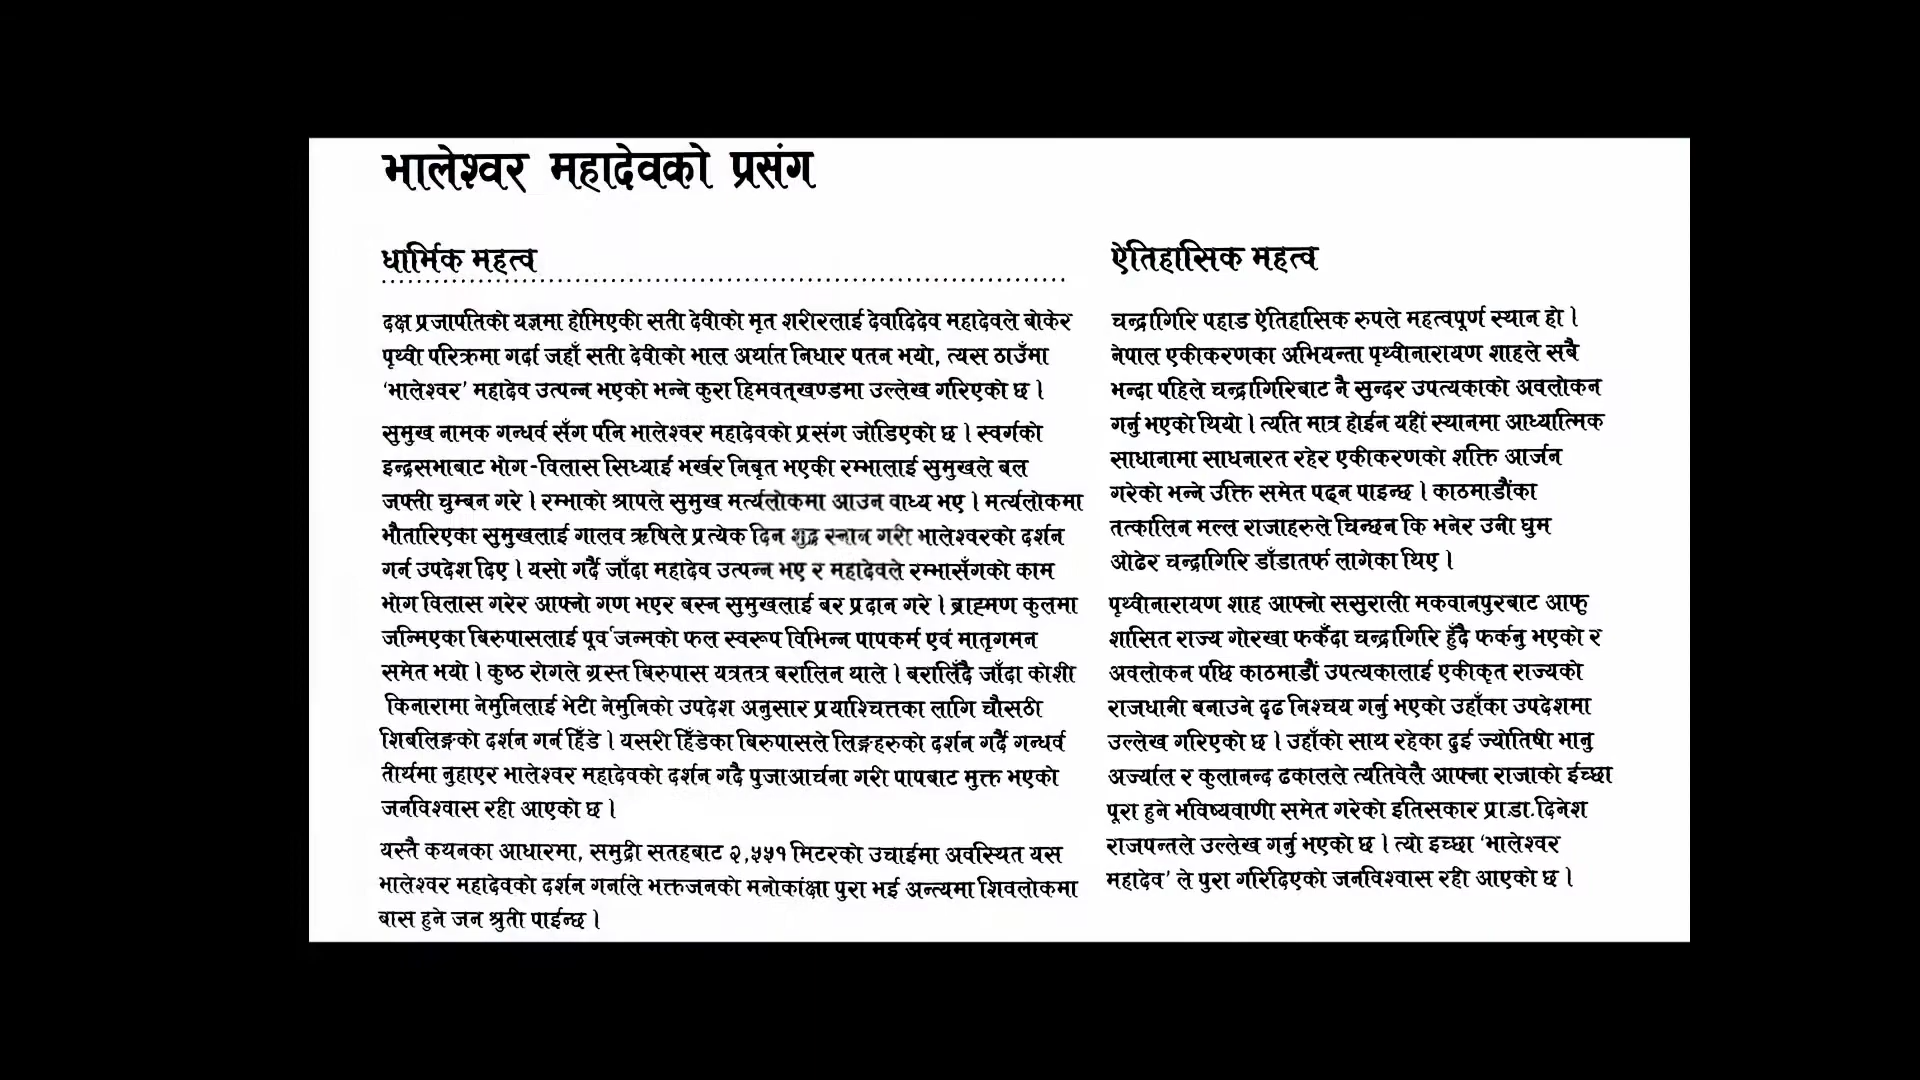 भालेश्वर महादेवको प्रसंग
धार्मिक महत्व
दक्ष प्रजापतिको यज्ञमा होमिएकी सती देवीको मृत शरीरलाई देवादिदेव महादेवले बोकेर
पृथ्वी परिक्रमा गर्दा जहाँ सती देवीको भाल अर्थात निधार पतन भयो, त्यस ठाउँमा
‘भालेश्वर’ महादेव उत्पन्न भएको भन्ने कुरा हिमवत्खण्डमा उल्लेख गरिएको छ ।
सुमुख नामक गन्धर्व सँग पनि भालेश्वर महादेवको प्रसंग जोडिएको छ । स्वर्गको
इन्द्रसभाबाट भोग-विलास सिध्याई भर्खर निबृत भएकी रम्भालाई सुमुखले बल
जफ्ती चुम्बन गरे । रम्भाको श्रापले सुमुख मर्त्यलोकमा आउन वाध्य भए । मर्त्यलोकमा
भौतारिएका सुमुखलाई गालव ऋषिले प्रत्येक दिन शुद्ध स्नान गरी भालेश्वरको दर्शन
गर्न उपदेश दिए । यसो गर्दै जाँदा महादेव उत्पन्न भए र महादेवले रम्भासँगको काम
भोग विलास गरेर आफ्नो गण भएर बस्न सुमुखलाई बर प्रदान गरे । ब्राह्मण कुलमा
जन्मिएका बिरुपासलाई पूर्व जन्मको फल स्वरूप विभिन्न पापकर्म एवं मातृगमन
समेत भयो । कुष्ठ रोगले ग्रस्त बिरुपास यत्रतत्र बरालिन थाले । बरालिँदै जाँदा कोशी
किनारामा नेमुनिलाई भेटी नेमुनिको उपदेश अनुसार प्रयाश्चित्तका लागि चौसठी
शिबलिङ्गको दर्शन गर्न हिँडे । यसरी हिँडेका बिरुपासले लिङ्गहरुको दर्शन गर्दै गन्धर्व
तीर्थमा नुहाएर भालेश्वर महादेवको दर्शन गदै पुजाआर्चना गरी पापबाट मुक्त भएको
जनविश्वास रही आएको छ ।
यस्तै कथनका आधारमा, समुद्री सतहबाट २,५५१ मिटरको उचाईमा अवस्थित यस
भालेश्वर महादेवको दर्शन गर्नाले भक्तजनको मनोकांक्षा पुरा भई अन्त्यमा शिवलोकमा
बास हुने जन श्रुती पाईन्छ ।
ऐतिहासिक महत्व
चन्द्रागिरि पहाड ऐतिहासिक रुपले महत्वपूर्ण स्थान हो ।
नेपाल एकीकरणका अभियन्ता पृथ्वीनारायण शाहले सबै
भन्दा पहिले चन्द्रागिरिबाट नै सुन्दर उपत्यकाको अवलोकन
गर्नु भएको थियो । त्यति मात्र होईन यहीं स्थानमा आध्यात्मिक
साधानामा साधनारत रहेर एकीकरणको शक्ति आर्जन
गरेको भन्ने उक्ति समेत पढ्न पाइन्छ । काठमाडौंका
तत्कालिन मल्ल राजाहरुले चिन्छन कि भनेर उनी घुम
ओढेर चन्द्रागिरि डाँडातर्फ लागेका थिए ।
पृथ्वीनारायण शाह आफ्नो ससुराली मकवानपुरबाट आफु
शासित राज्य गोरखा फर्कँदा चन्द्रागिरि हुँदै फर्कनु भएको र
अवलोकन पछि काठमाडौं उपत्यकालाई एकीकृत राज्यको
राजधानी बनाउने दृढ निश्चय गर्नु भएको उहाँका उपदेशमा
उल्लेख गरिएको छ । उहाँको साथ रहेका दुई ज्योतिषी भानु
अर्ज्याल र कुलानन्द ढकालले त्यतिवेलै आफ्ना राजाको ईच्छा
पूरा हुने भविष्यवाणी समेत गरेको इतिसकार प्रा.डा.दिनेश
राजपन्तले उल्लेख गर्नु भएको छ । त्यो इच्छा ‘भालेश्वर
महादेव’ ले पुरा गरिदिएको जनविश्वास रही आएको छ ।